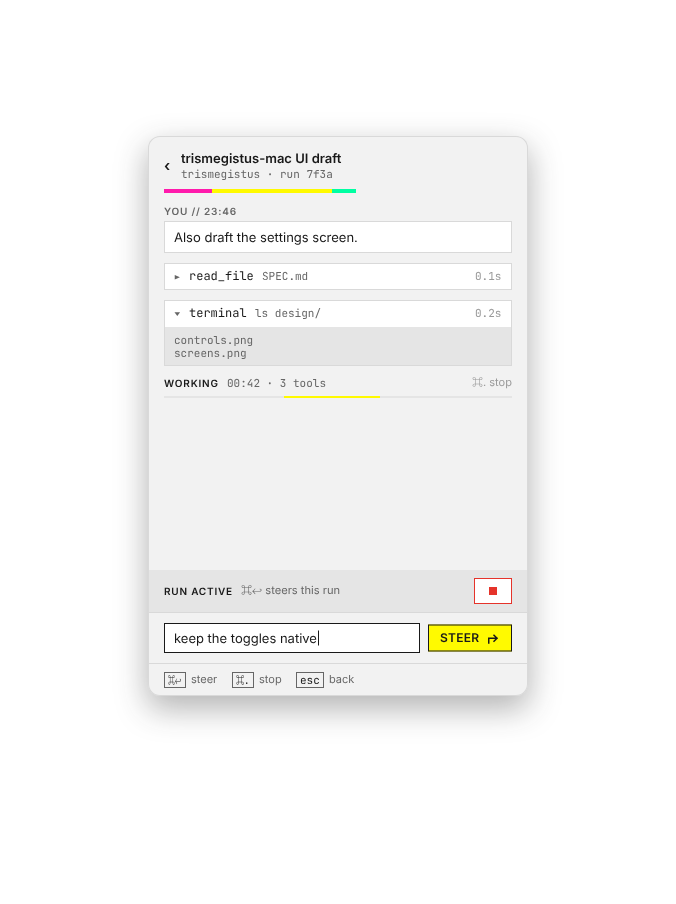 ‹ trismegistus-mac UI draft
trismegistus · run 7f3a
YOU // 23:46
Also draft the settings screen.
▸ read_file SPEC.md 0.1s
▾ terminal ls design/ 0.2s
controls.png
screens.png
WORKING 00:42 · 3 tools ⌘. stop
RUN ACTIVE ⌘↩ steers this run
keep the toggles native
STEER
⌘↩ steer ⌘. stop esc back